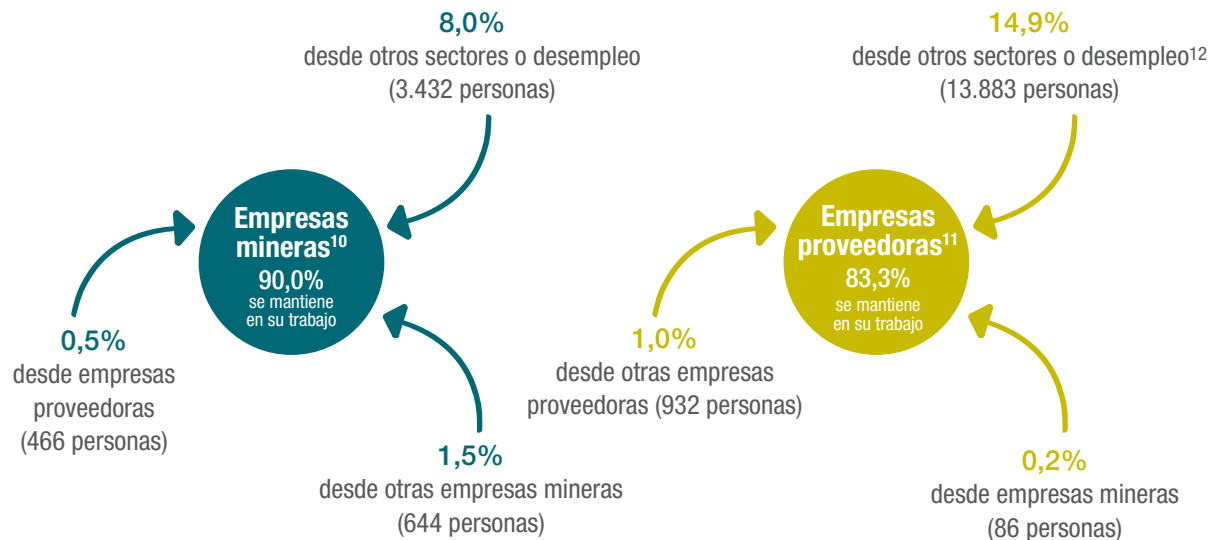 8,0%
desde otros sectores o desempleo
(3.432 personas)
Empresas
mineras10
90,0%
se mantiene
en su trabajo
0,5%
desde empresas
proveedoras
(466 personas)
1,5%
desde otras empresas mineras
(644 personas)
14,9%
desde otros sectores o desempleo12
(13.883 personas)
Empresas
proveedoras11
83,3%
se mantiene
en su trabajo
1,0%
desde otras empresas
proveedoras (932 personas)
0,2%
desde empresas mineras
(86 personas)